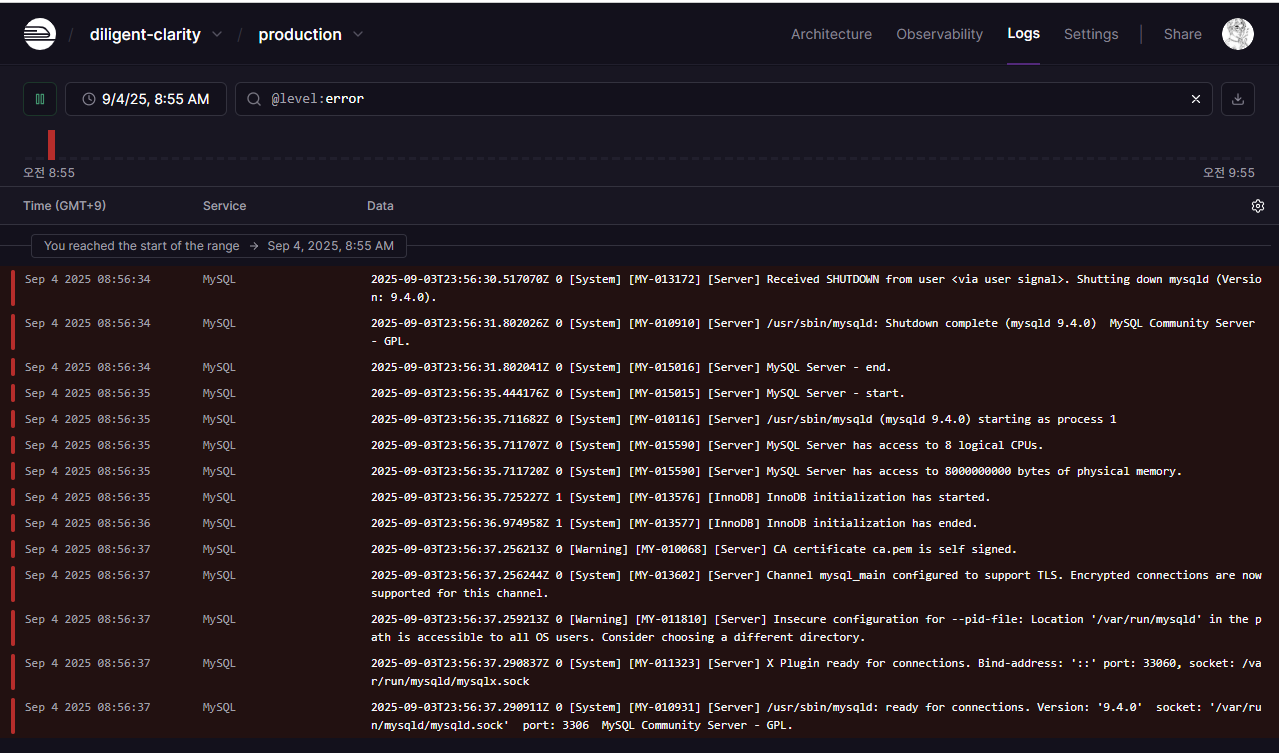 / diligent-clarity / production Architecture Observability Logs Settings | Share
9/4/25, 8:55 AM @level:error
오전 8:55 오전 9:55
Time (GMT+9) Service Data
You reached the start of the range → Sep 4, 2025, 8:55 AM
Sep 4 2025 08:56:34 MySQL 2025-09-03T23:56:30.517070Z 0 [System] [MY-013172] [Server] Received SHUTDOWN from user <via user signal>. Shutting down mysqld (Versio
n: 9.4.0).
Sep 4 2025 08:56:34 MySQL 2025-09-03T23:56:31.802026Z 0 [System] [MY-010910] [Server] /usr/sbin/mysqld: Shutdown complete (mysqld 9.4.0)  MySQL Community Server
- GPL.
Sep 4 2025 08:56:34 MySQL 2025-09-03T23:56:31.802041Z 0 [System] [MY-015016] [Server] MySQL Server - end.
Sep 4 2025 08:56:35 MySQL 2025-09-03T23:56:35.444176Z 0 [System] [MY-015015] [Server] MySQL Server - start.
Sep 4 2025 08:56:35 MySQL 2025-09-03T23:56:35.711682Z 0 [System] [MY-010116] [Server] /usr/sbin/mysqld (mysqld 9.4.0) starting as process 1
Sep 4 2025 08:56:35 MySQL 2025-09-03T23:56:35.711707Z 0 [System] [MY-015590] [Server] MySQL Server has access to 8 logical CPUs.
Sep 4 2025 08:56:35 MySQL 2025-09-03T23:56:35.711720Z 0 [System] [MY-015590] [Server] MySQL Server has access to 8000000000 bytes of physical memory.
Sep 4 2025 08:56:35 MySQL 2025-09-03T23:56:35.725227Z 1 [System] [MY-013576] [InnoDB] InnoDB initialization has started.
Sep 4 2025 08:56:36 MySQL 2025-09-03T23:56:36.974958Z 1 [System] [MY-013577] [InnoDB] InnoDB initialization has ended.
Sep 4 2025 08:56:37 MySQL 2025-09-03T23:56:37.256213Z 0 [Warning] [MY-010068] [Server] CA certificate ca.pem is self signed.
Sep 4 2025 08:56:37 MySQL 2025-09-03T23:56:37.256244Z 0 [System] [MY-013602] [Server] Channel mysql_main configured to support TLS. Encrypted connections are now
supported for this channel.
Sep 4 2025 08:56:37 MySQL 2025-09-03T23:56:37.259213Z 0 [Warning] [MY-011810] [Server] Insecure configuration for --pid-file: Location '/var/run/mysqld' in the p
ath is accessible to all OS users. Consider choosing a different directory.
Sep 4 2025 08:56:37 MySQL 2025-09-03T23:56:37.290837Z 0 [System] [MY-011323] [Server] X Plugin ready for connections. Bind-address: '::' port: 33060, socket: /va
r/run/mysqld/mysqlx.sock
Sep 4 2025 08:56:37 MySQL 2025-09-03T23:56:37.290911Z 0 [System] [MY-010931] [Server] /usr/sbin/mysqld: ready for connections. Version: '9.4.0'  socket: '/var/ru
n/mysqld/mysqld.sock'  port: 3306  MySQL Community Server - GPL.